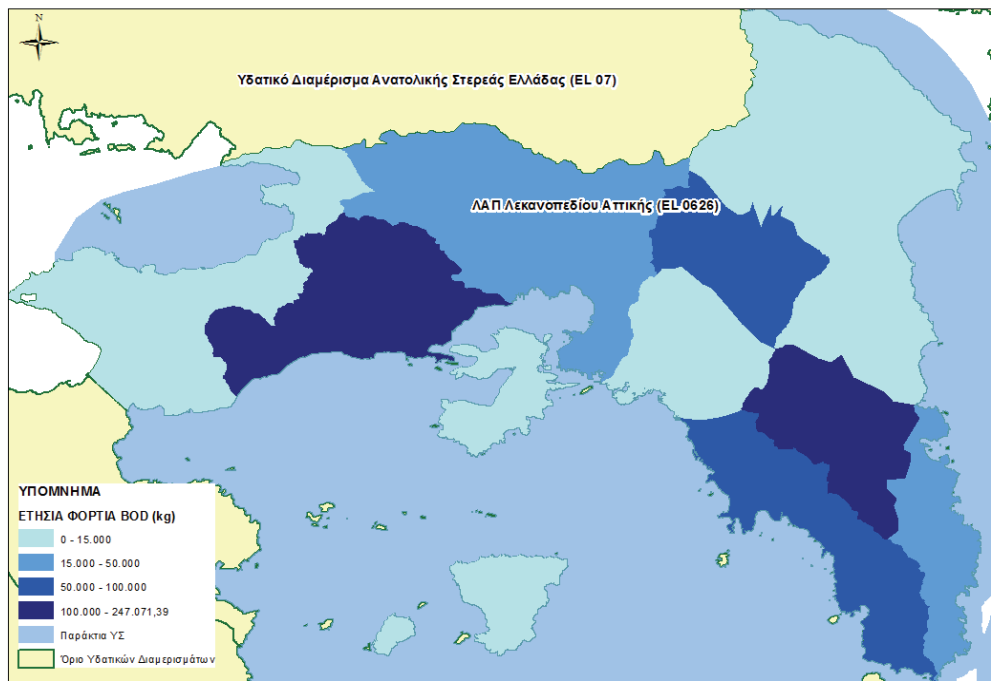 N
Υδατικό Διαμέρισμα Ανατολικής Στερεάς Ελλάδας (EL 07)
ΛΑΠ Λεκανοπεδίου Αττικής (EL 0626)
ΥΠΟΜΝΗΜΑ
ΕΤΗΣΙΑ ΦΟΡΤΙΑ BOD (kg)
0 - 15.000
15.000 - 50.000
50.000 - 100.000
100.000 - 247.071,39
Παράκτια ΥΣ
Όριο Υδατικών Διαμερισμάτων